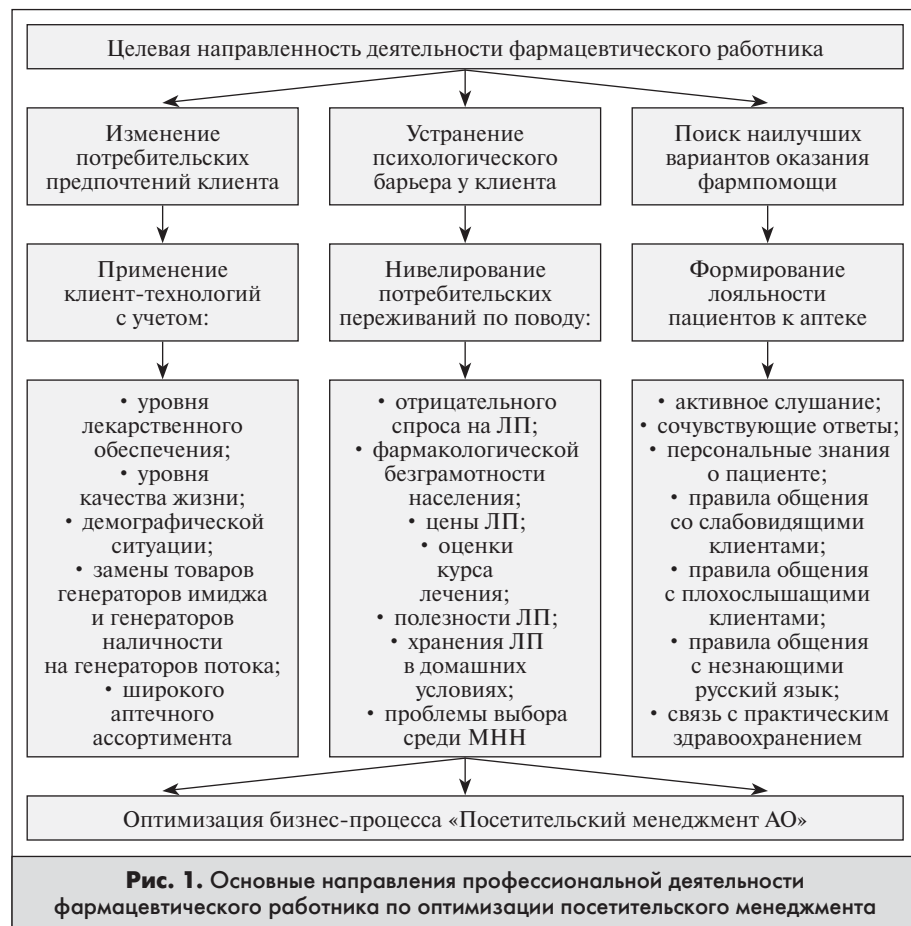 Целевая направленность деятельности фармацевтического работника
Изменение
потребительских
предпочтений клиента
Устранение
психологического
барьера у клиента
Поиск наилучших
вариантов оказания
фармпомощи
Применение
клиент-технологий
с учетом:
Нивелирование
потребительских
переживаний по поводу:
Формирование
лояльности
пациентов к аптеке
• уровня
лекарственного
обеспечения;
• уровня
качества жизни;
• демографической
ситуации;
• замены товаров
генераторов имиджа
и генераторов
наличности
на генераторов потока;
• широкого
аптечного
ассортимента
• отрицательного
спроса на ЛП;
• фармакологической
безграмотности
населения;
• цены ЛП;
• оценки
курса
лечения;
• полезности ЛП;
• хранения ЛП
в домашних
условиях;
• проблемы выбора
среди МНН
• активное слушание;
• сочувствующие ответы;
• персональные знания
о пациенте;
• правила общения
со слабовидящими
клиентами;
• правила общения
с плохослышащими
клиентами;
• правила общения
с незнающими
русский язык;
• связь с практическим
здравоохранением
Оптимизация бизнес-процесса «Посетительский менеджмент АО»
Рис. 1. Основные направления профессиональной деятельности
фармацевтического работника по оптимизации посетительского менеджмента